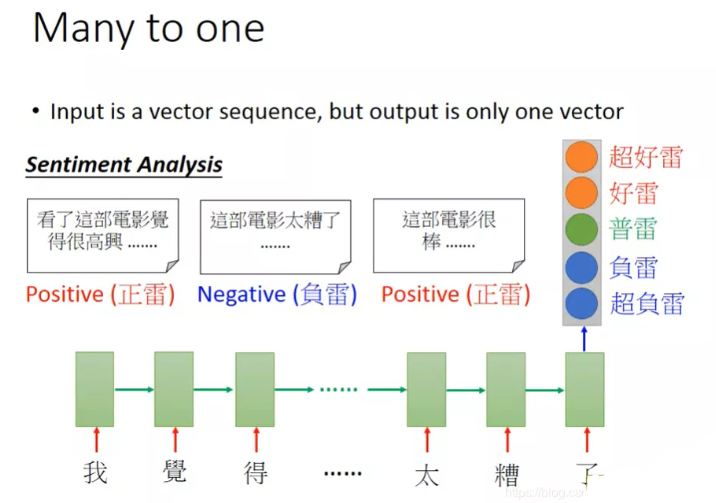 Many to one
• Input is a vector sequence, but output is only one vector
Sentiment Analysis
看了這部電影覺
得很高興 .......
Positive (正雷)
這部電影太糟了
.......
Negative (負雷)
這部電影很
棒 .......
Positive (正雷)
超好雷
好雷
普雷
負雷
超負雷
......
我 覺 得 ...... 太 糟 了